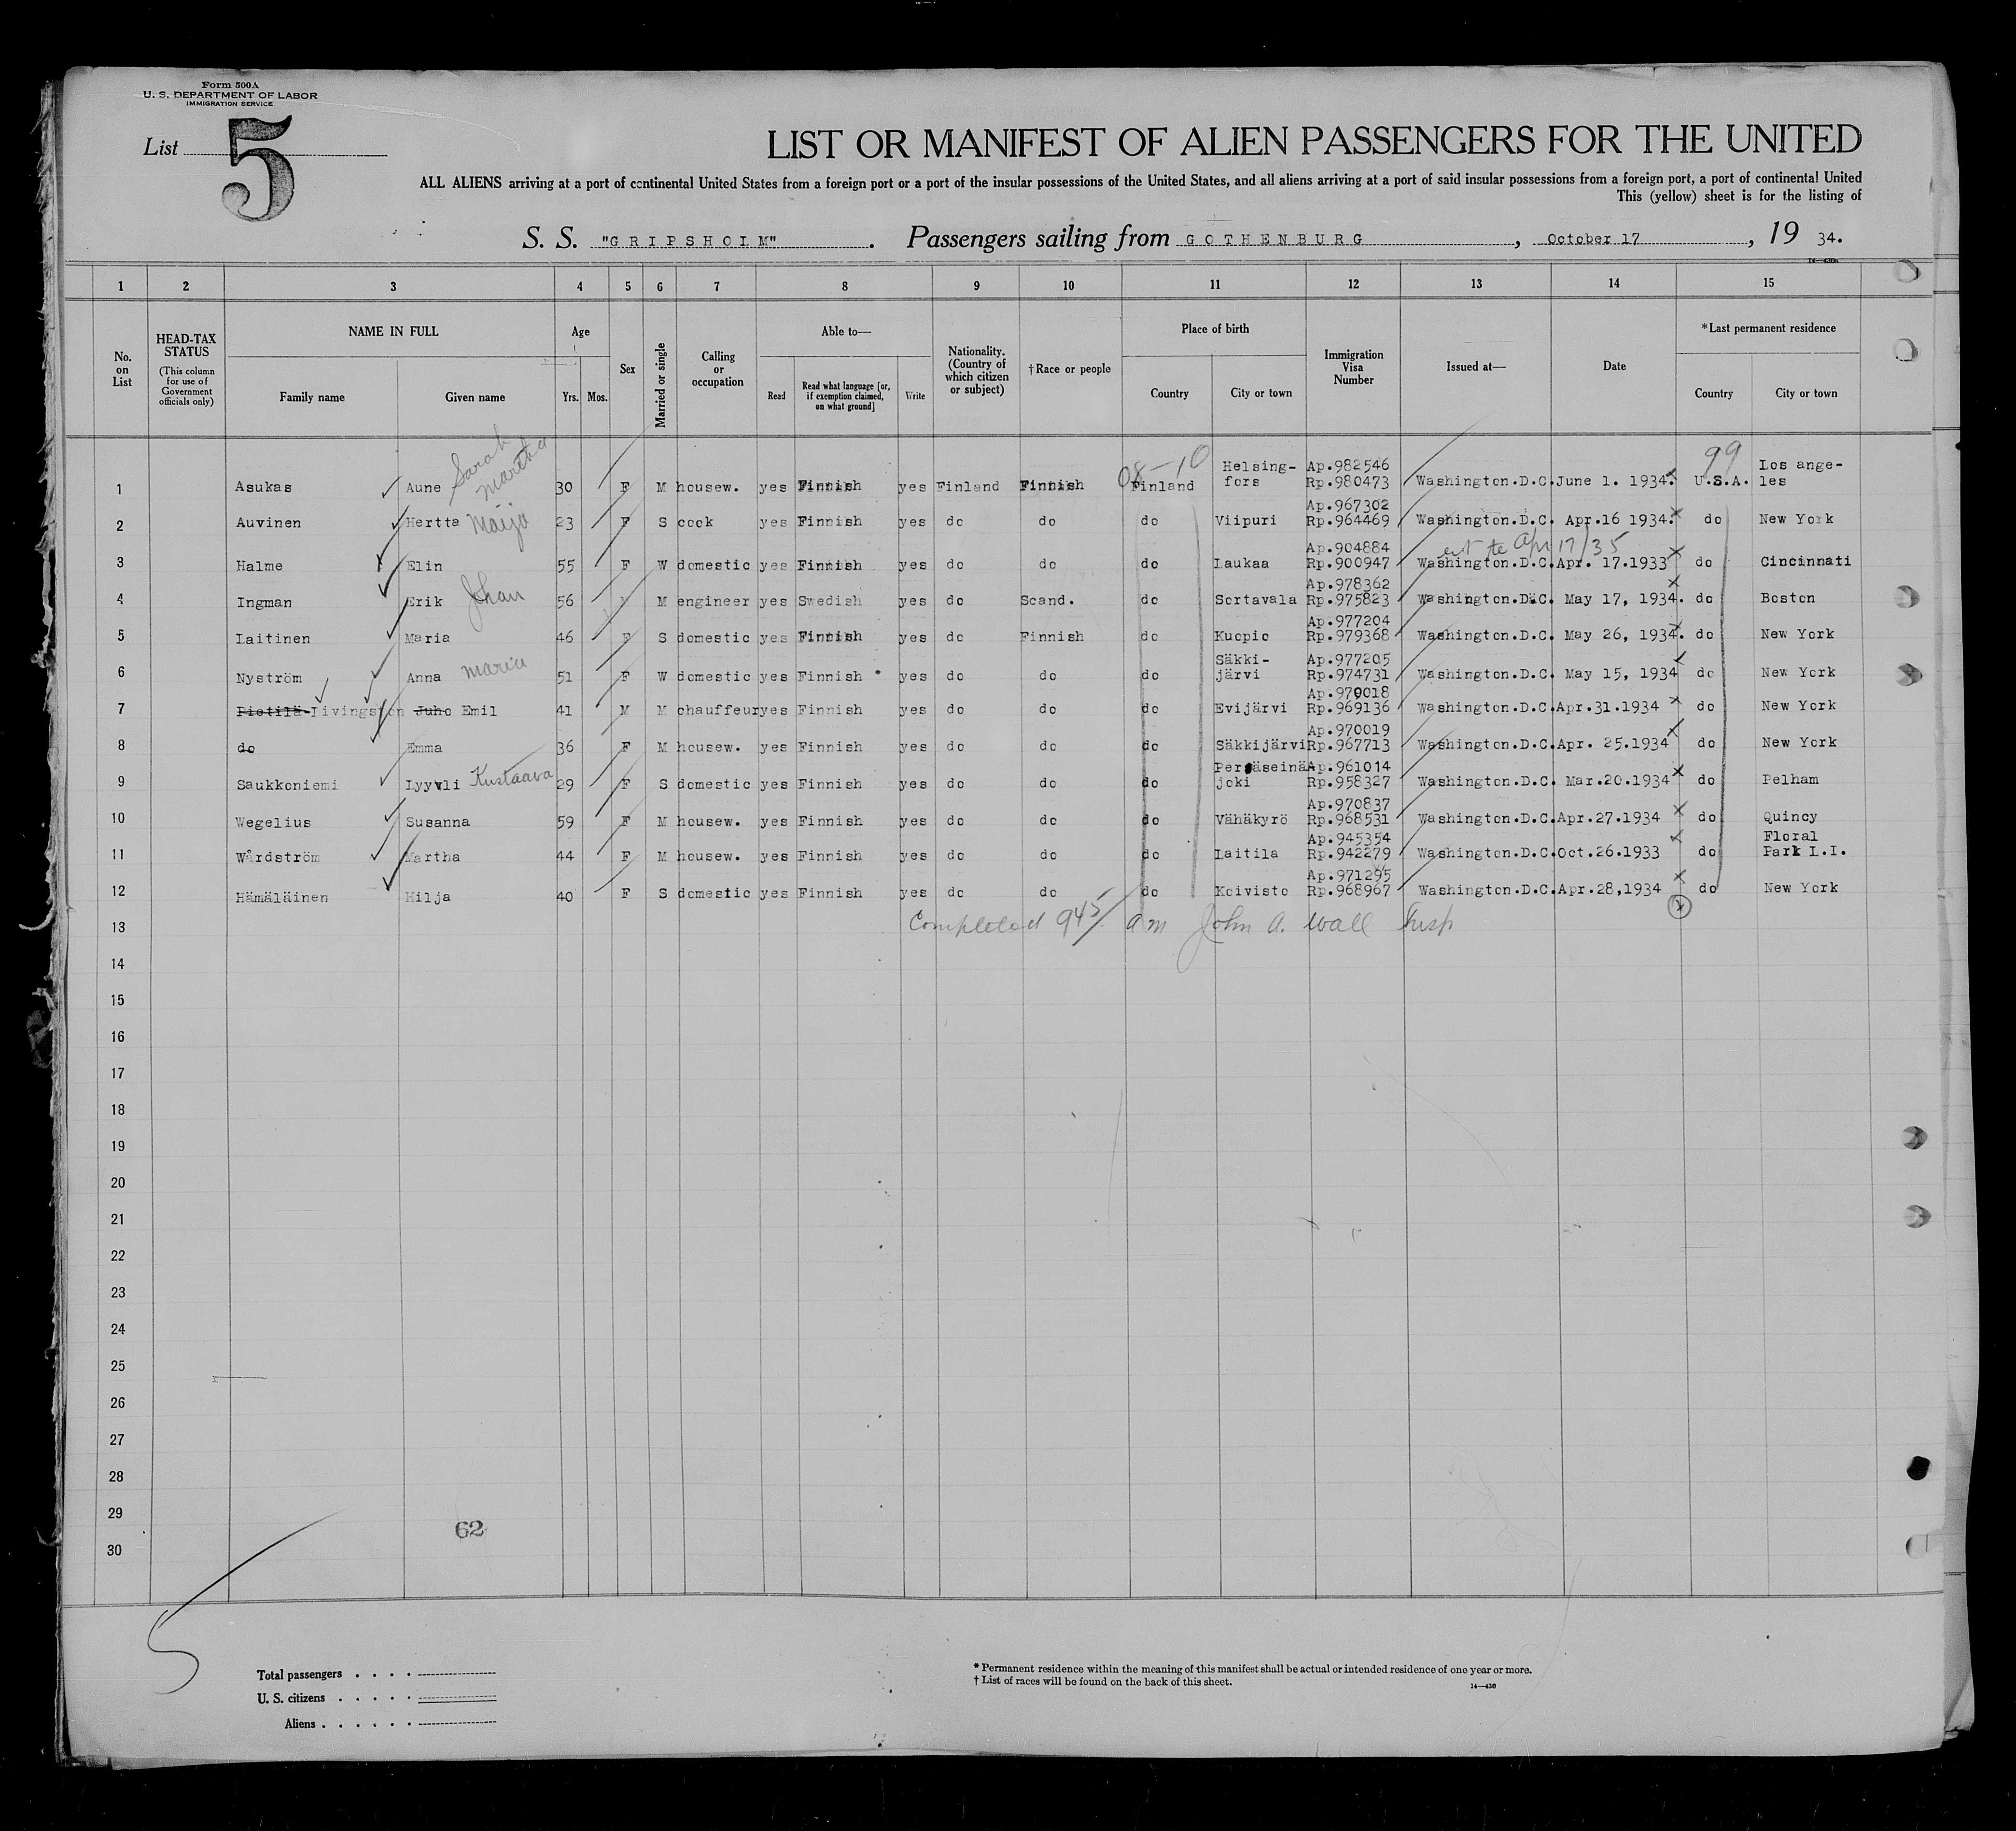 Form 500A
U. S. DEPARTMENT OF LABOR
IMMIGRATION SERVICE
List 5
LIST OR MANIFEST OF ALIEN PASSENGERS FOR THE UNITED
ALL ALIENS arriving at a port of continental United States from a foreign port or a port of the insular possessions of the United States, and all aliens arriving at a port of said insular possessions from a foreign port, a port of continental United
This (yellow) sheet is for the listing of
S. S. "GRIPSHOLM". Passengers sailing from GOTHENBURG, October 17, 19 34.
1 2 3 4 5 6 7 8 9 10 11 12 13 14 15
No. on List
HEAD-TAX STATUS (This column for use of Government officials only)
NAME IN FULL Family name Given name
Age Yrs. Mos.
Sex
Married or single
Calling or occupation
Able to— Read Read what language [or, if exemption claimed, on what ground] Write
Nationality. (Country of which citizen or subject)
†Race or people
Place of birth Country City or town
Immigration Visa Number
Issued at—
Date
*Last permanent residence Country City or town
08-10 99
1 Asukas Aune Sarah Martha 30 F M housew. yes Finnish yes Finland Finnish Finland Helsing-fors Ap.982546 Rp.980473 Washington.D.C. June 1. 1934. U.S.A. Los ange-les
2 Auvinen Hertta Maija 23 F S cook yes Finnish yes do do do Viipuri Ap.967302 Rp.964469 Washington.D.C. Apr.16 1934. do New York
3 Halme Elin 55 F W domestic yes Finnish yes do do do Laukaa Ap.904884 Rp.900947 Washington.D.C. Apr. 17.1933 do Cincinnati
ext to Apr 17/35
4 Ingman Erik Johan 56 M engineer yes Swedish yes do Scand. do Sortavala Ap.978362 Rp.975823 Washington.D.C. May 17, 1934. do Boston
5 Laitinen Maria 46 F S domestic yes Finnish yes do Finnish do Kuopio Ap.977204 Rp.979368 Washington.D.C. May 26, 1934. do New York
6 Nyström Anna Maria 51 F W domestic yes Finnish yes do do do Säkki-järvi Ap.977205 Rp.974731 Washington.D.C. May 15, 1934 do New York
7 Pietilä-Livingston Juho Emil 41 M M chauffeur yes Finnish yes do do do Evijärvi Ap.970018 Rp.969136 Washington.D.C. Apr.31.1934 do New York
8 do Emma 36 F M housew. yes Finnish yes do do do Säkkijärvi Ap.970019 Rp.967713 Washington.D.C. Apr. 25.1934 do New York
9 Saukkoniemi Lyyvli Kustaava 29 F S domestic yes Finnish yes do do do Peräseinä joki Ap.961014 Rp.958327 Washington.D.C. Mar.20.1934 do Pelham
10 Wegelius Susanna 59 F M housew. yes Finnish yes do do do Vähäkyrö Ap.970837 Rp.968531 Washington.D.C. Apr.27.1934 do Quincy
11 Wårdström Martha 44 F M housew. yes Finnish yes do do do Laitila Ap.945354 Rp.942279 Washington.D.C. Oct.26.1933 do Floral Park L.I.
12 Hämäläinen Hilja 40 F S domestic yes Finnish yes do do do Koivisto Ap.971295 Rp.968967 Washington.D.C. Apr.28,1934 do New York
13 Completed 945/ am John A. Wall Insp
14
15
16
17
18
19
20
21
22
23
24
25
26
27
28
29
62
30
5
Total passengers
U. S. citizens
Aliens
* Permanent residence within the meaning of this manifest shall be actual or intended residence of one year or more.
† List of races will be found on the back of this sheet.
14—430